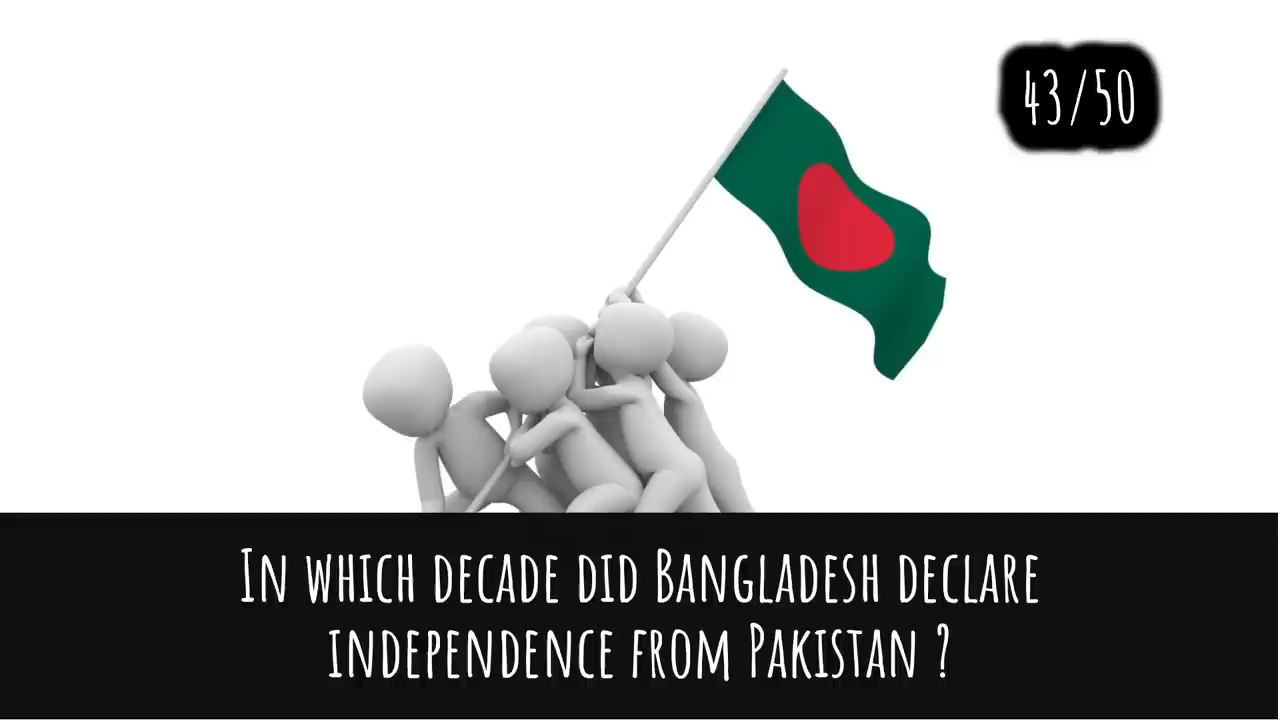 43/50
In which decade did Bangladesh declare
independence from Pakistan ?